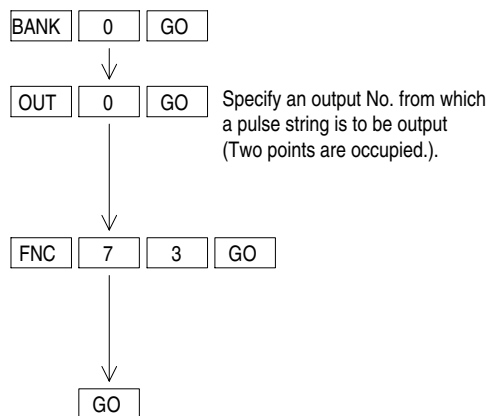 BANK 0 GO
OUT 0 GO Specify an output No. from which
a pulse string is to be output
(Two points are occupied.).
FNC 7 3 GO
GO